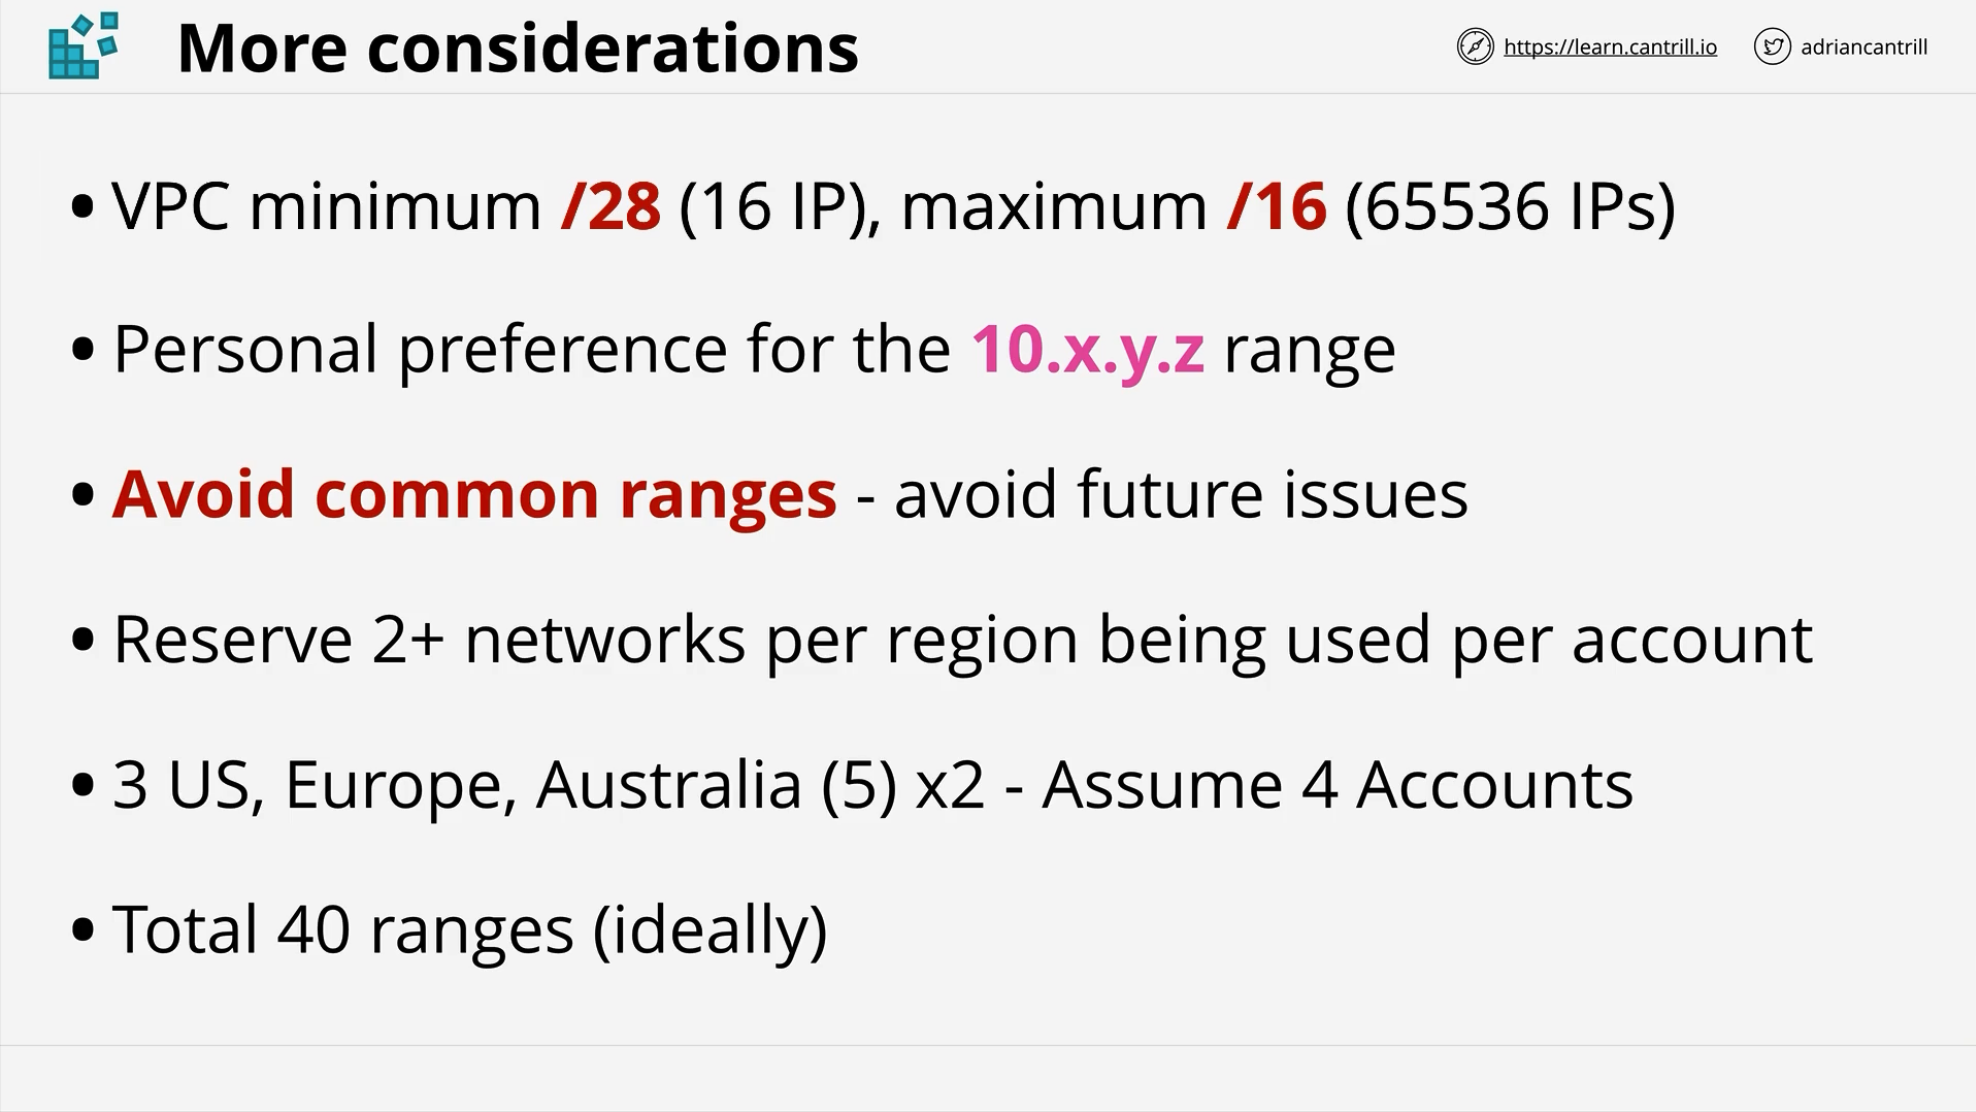 More considerations
https://learn.cantrill.io
adriancantrill
• VPC minimum /28 (16 IP), maximum /16 (65536 IPs)
• Personal preference for the 10.x.y.z range
• Avoid common ranges - avoid future issues
• Reserve 2+ networks per region being used per account
• 3 US, Europe, Australia (5) x2 - Assume 4 Accounts
• Total 40 ranges (ideally)